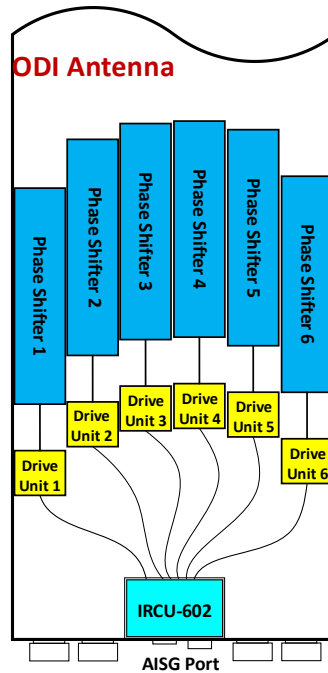 ODI Antenna
Phase Shifter 1
Phase Shifter 2
Phase Shifter 3
Phase Shifter 4
Phase Shifter 5
Phase Shifter 6
Drive
Unit 1
Drive
Unit 2
Drive
Unit 3
Drive
Unit 4
Drive
Unit 5
Drive
Unit 6
IRCU-602
AISG Port